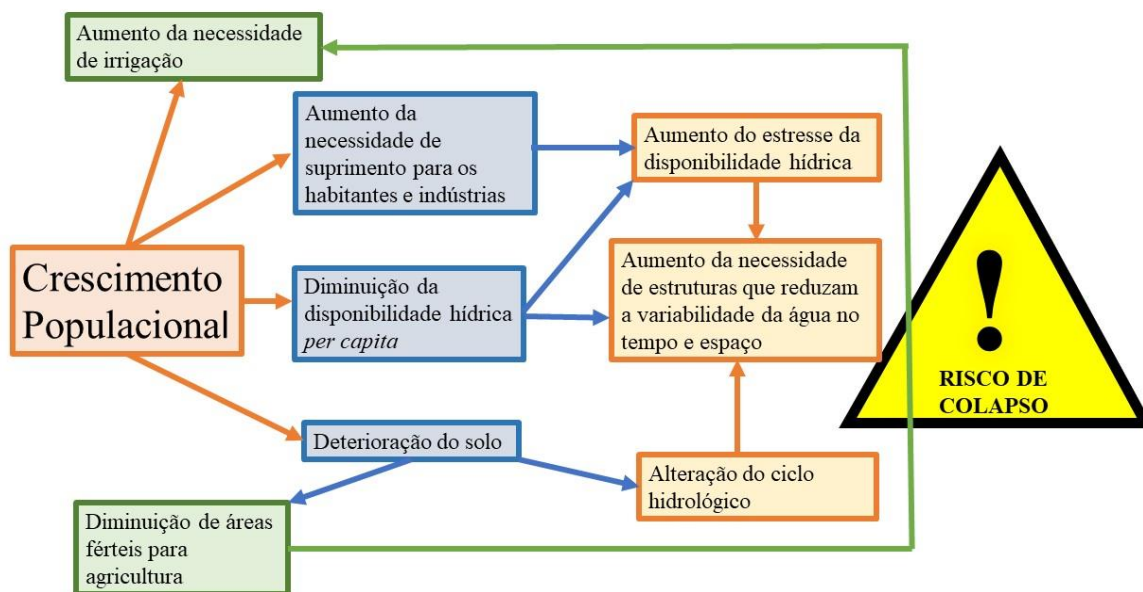 Aumento da necessidade
de irrigação
Aumento da
necessidade de
suprimento para os
habitantes e indústrias
Aumento do estresse da
disponibilidade hídrica
Crescimento
Populacional
Diminuição da
disponibilidade hídrica
per capita
Aumento da necessidade
de estruturas que reduzam
a variabilidade da água no
tempo e espaço
!
RISCO DE
COLAPSO
Deterioração do solo
Alteração do ciclo
hidrológico
Diminuição de áreas
férteis para
agricultura